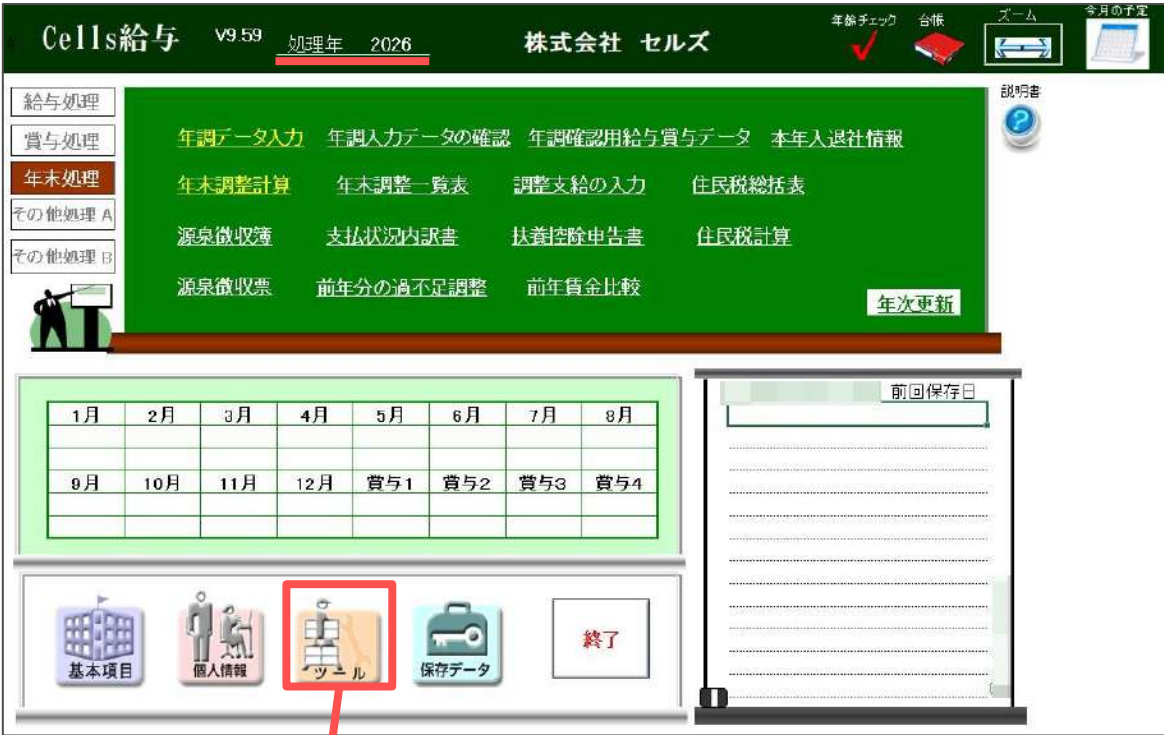 Cells給与 V9.59 処理年 2026 株式会社 セルズ
年齢チェック 台帳 ズーム 今月の予定
説明書
給与処理
賞与処理
年末処理
その他処理 A
その他処理 B
年調データ入力 年調入力データの確認 年調確認用給与賞与データ 本年入退社情報
年末調整計算 年末調整一覧表 調整支給の入力 住民税総括表
源泉徴収簿 支払状況内訳書 扶養控除申告書 住民税計算
源泉徴収票 前年分の過不足調整 前年賃金比較
年次更新
1月 2月 3月 4月 5月 6月 7月 8月
9月 10月 11月 12月 賞与1 賞与2 賞与3 賞与4
前回保存日
基本項目 個人情報 ツール 保存データ 終了